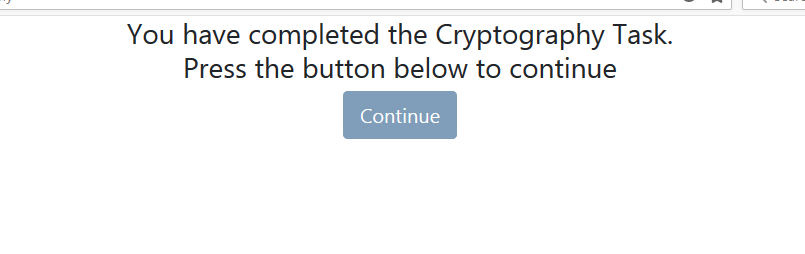 You have completed the Cryptography Task.
Press the button below to continue
Continue